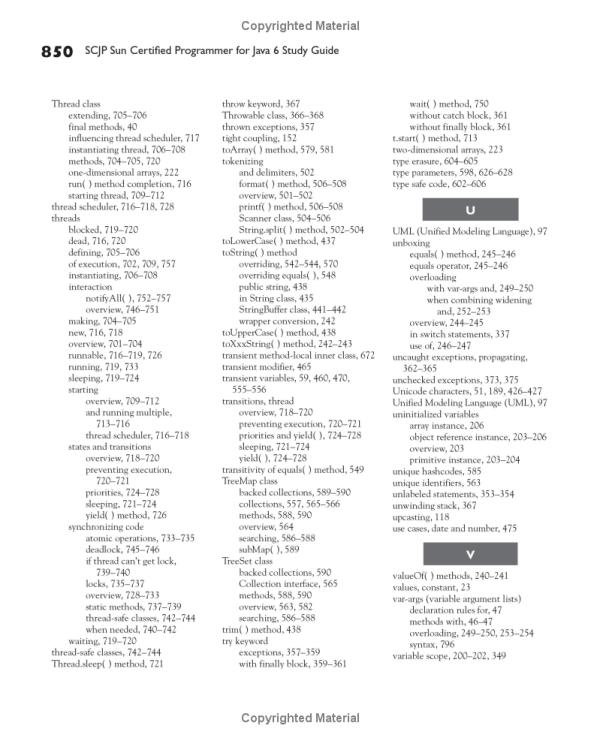 Copyrighted Material
850 SCJP Sun Certified Programmer for Java 6 Study Guide
Thread class
extending, 705–706
final methods, 40
influencing thread scheduler, 717
instantiating thread, 706–708
methods, 704–705, 720
one-dimensional arrays, 222
run( ) method completion, 716
starting thread, 709–712
thread scheduler, 716–718, 728
threads
blocked, 719–720
dead, 716, 720
defining, 705–706
of execution, 702, 709, 757
instantiating, 706–708
interaction
notifyAll( ), 752–757
overview, 746–751
making, 704–705
new, 716, 718
overview, 701–704
runnable, 716–719, 726
running, 719, 733
sleeping, 719–724
starting
overview, 709–712
and running multiple,
713–716
thread scheduler, 716–718
states and transitions
overview, 718–720
preventing execution,
720–721
priorities, 724–728
sleeping, 721–724
yield( ) method, 726
synchronizing code
atomic operations, 733–735
deadlock, 745–746
if thread can't get lock,
739–740
locks, 735–737
overview, 728–733
static methods, 737–739
thread-safe classes, 742–744
when needed, 740–742
waiting, 719–720
thread-safe classes, 742–744
Thread.sleep( ) method, 721
throw keyword, 367
Throwable class, 366–368
thrown exceptions, 357
tight coupling, 152
toArray( ) method, 579, 581
tokenizing
and delimiters, 502
format( ) method, 506–508
overview, 501–502
printf( ) method, 506–508
Scanner class, 504–506
String.split( ) method, 502–504
toLowerCase( ) method, 437
toString( ) method
overriding, 542–544, 570
overriding equals( ), 548
public string, 438
in String class, 435
StringBuffer class, 441–442
wrapper conversion, 242
toUpperCase( ) method, 438
toXxxString( ) method, 242–243
transient method-local inner class, 672
transient modifier, 465
transient variables, 59, 460, 470,
555–556
transitions, thread
overview, 718–720
preventing execution, 720–721
priorities and yield( ), 724–728
sleeping, 721–724
yield( ), 724–728
transitivity of equals( ) method, 549
TreeMap class
backed collections, 589–590
collections, 557, 565–566
methods, 588, 590
overview, 564
searching, 586–588
subMap( ), 589
TreeSet class
backed collections, 590
Collection interface, 565
methods, 588, 590
overview, 563, 582
searching, 586–588
trim( ) method, 438
try keyword
exceptions, 357–359
with finally block, 359–361
wait( ) method, 750
without catch block, 361
without finally block, 361
t.start( ) method, 713
two-dimensional arrays, 223
type erasure, 604–605
type parameters, 598, 626–628
type safe code, 602–606
U
UML (Unified Modeling Language), 97
unboxing
equals( ) method, 245–246
equals operator, 245–246
overloading
with var-args and, 249–250
when combining widening
and, 252–253
overview, 244–245
in switch statements, 337
use of, 246–247
uncaught exceptions, propagating,
362–365
unchecked exceptions, 373, 375
Unicode characters, 51, 189, 426–427
Unified Modeling Language (UML), 97
uninitialized variables
array instance, 206
object reference instance, 203–206
overview, 203
primitive instance, 203–204
unique hashcodes, 585
unique identifiers, 563
unlabeled statements, 353–354
unwinding stack, 367
upcasting, 118
use cases, date and number, 475
V
valueOf( ) methods, 240–241
values, constant, 23
var-args (variable argument lists)
declaration rules for, 47
methods with, 46–47
overloading, 249–250, 253–254
syntax, 796
variable scope, 200–202, 349
Copyrighted Material